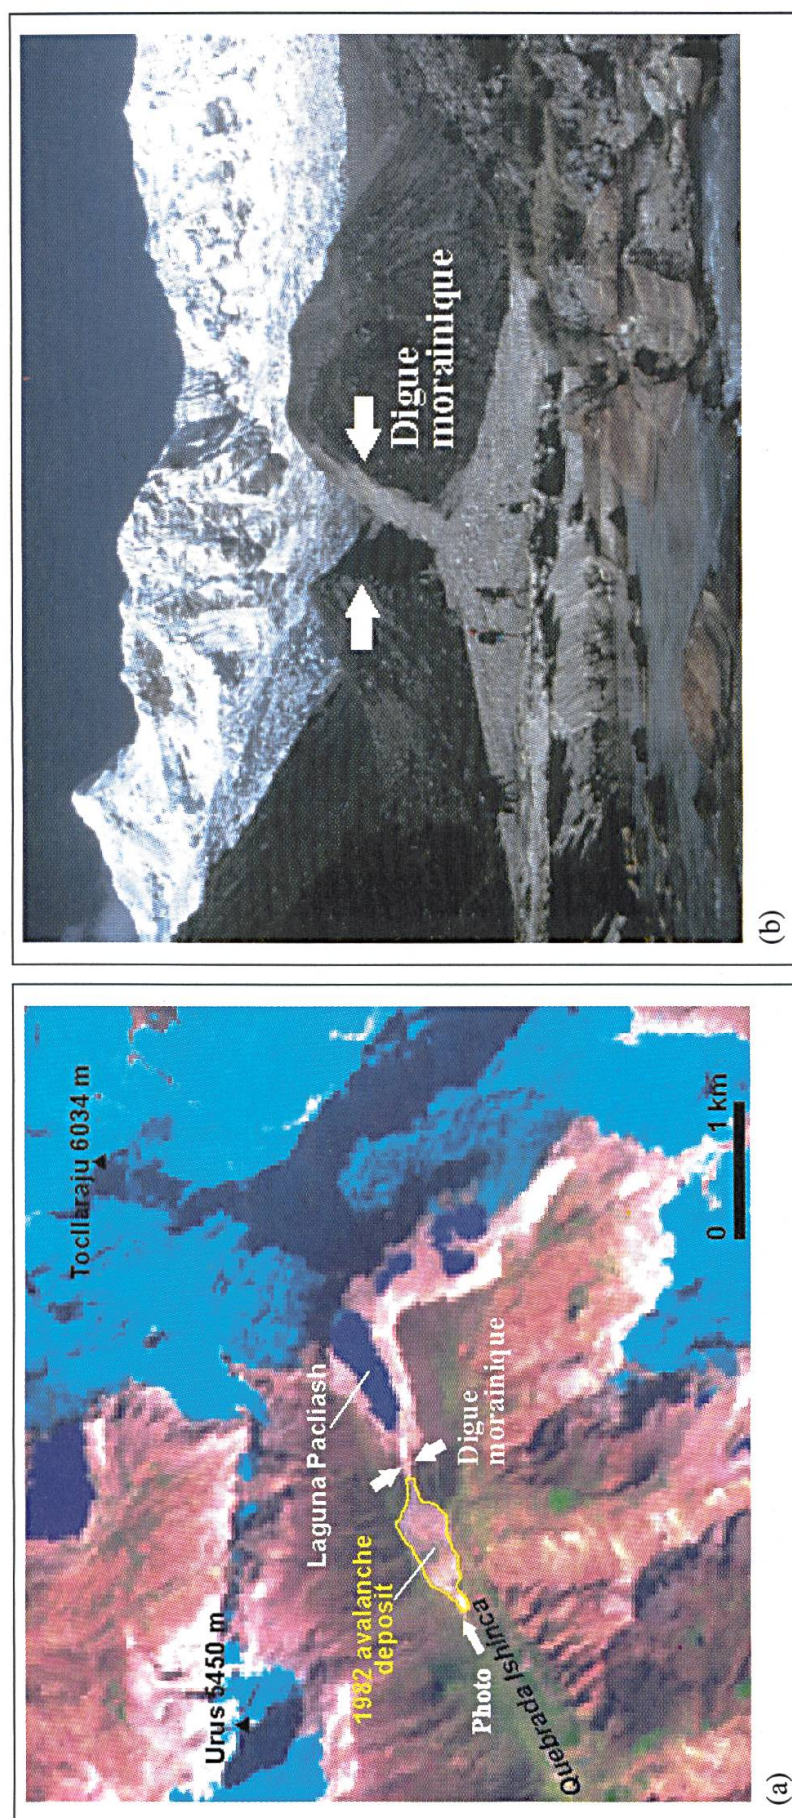 Tocllaraju 6034 m
Urus 5450 m
Laguna Pacliash
1982 avalanche
deposit
Digue
morainique
Photo
Quebrada Ishinca
0
1 km
(a)
Digue
morainique
(b)